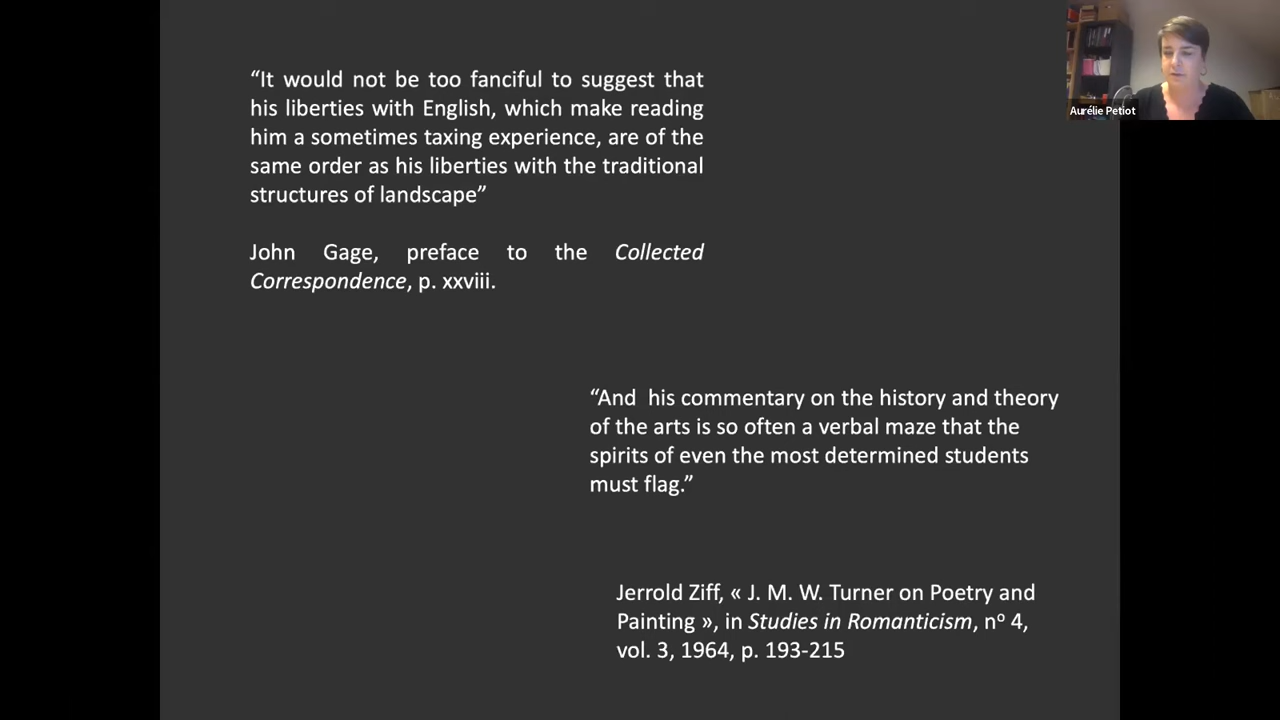 “It would not be too fanciful to suggest that
his liberties with English, which make reading
him a sometimes taxing experience, are of the
same order as his liberties with the traditional
structures of landscape”
John Gage, preface to the Collected
Correspondence, p. xxviii.
Aurélie Petiot
“And his commentary on the history and theory
of the arts is so often a verbal maze that the
spirits of even the most determined students
must flag.”
Jerrold Ziff, « J. M. W. Turner on Poetry and
Painting », in Studies in Romanticism, nº 4,
vol. 3, 1964, p. 193-215